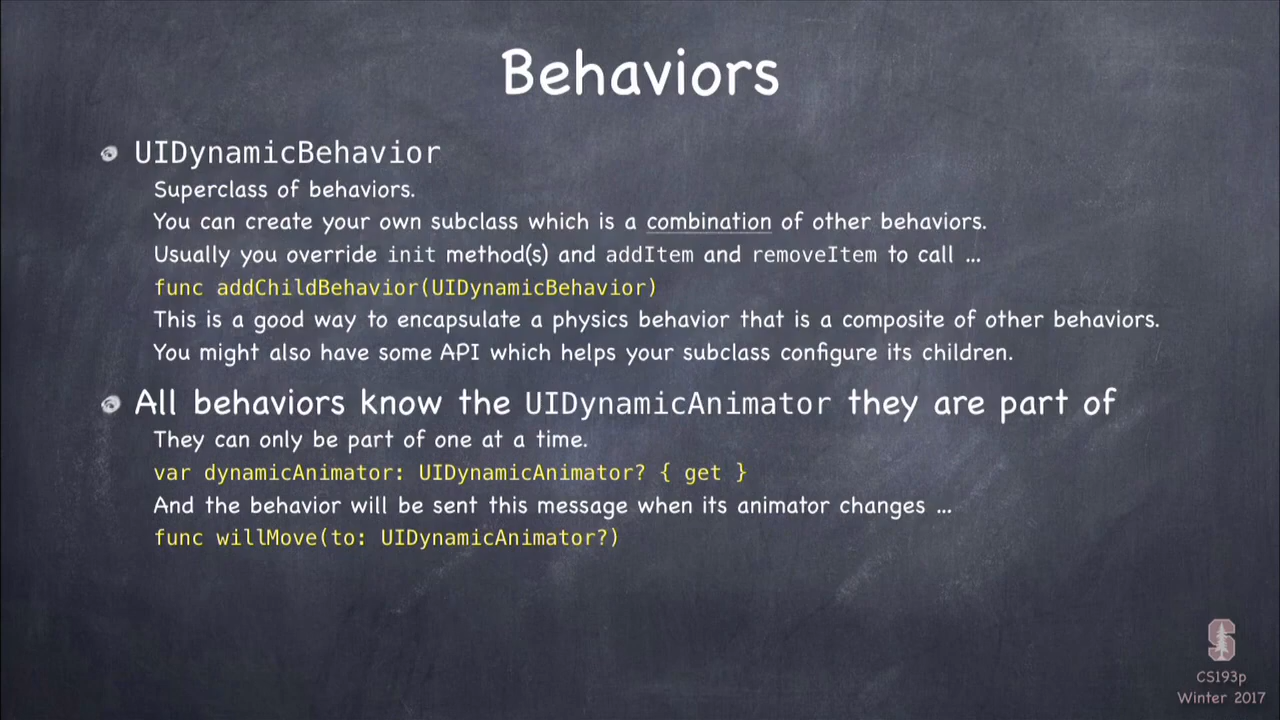 Behaviors
UIDynamicBehavior
Superclass of behaviors.
You can create your own subclass which is a combination of other behaviors.
Usually you override init method(s) and addItem and removeItem to call ...
func addChildBehavior(UIDynamicBehavior)
This is a good way to encapsulate a physics behavior that is a composite of other behaviors.
You might also have some API which helps your subclass configure its children.
All behaviors know the UIDynamicAnimator they are part of
They can only be part of one at a time.
var dynamicAnimator: UIDynamicAnimator? { get }
And the behavior will be sent this message when its animator changes ...
func willMove(to: UIDynamicAnimator?)
S
CS193p
Winter 2017